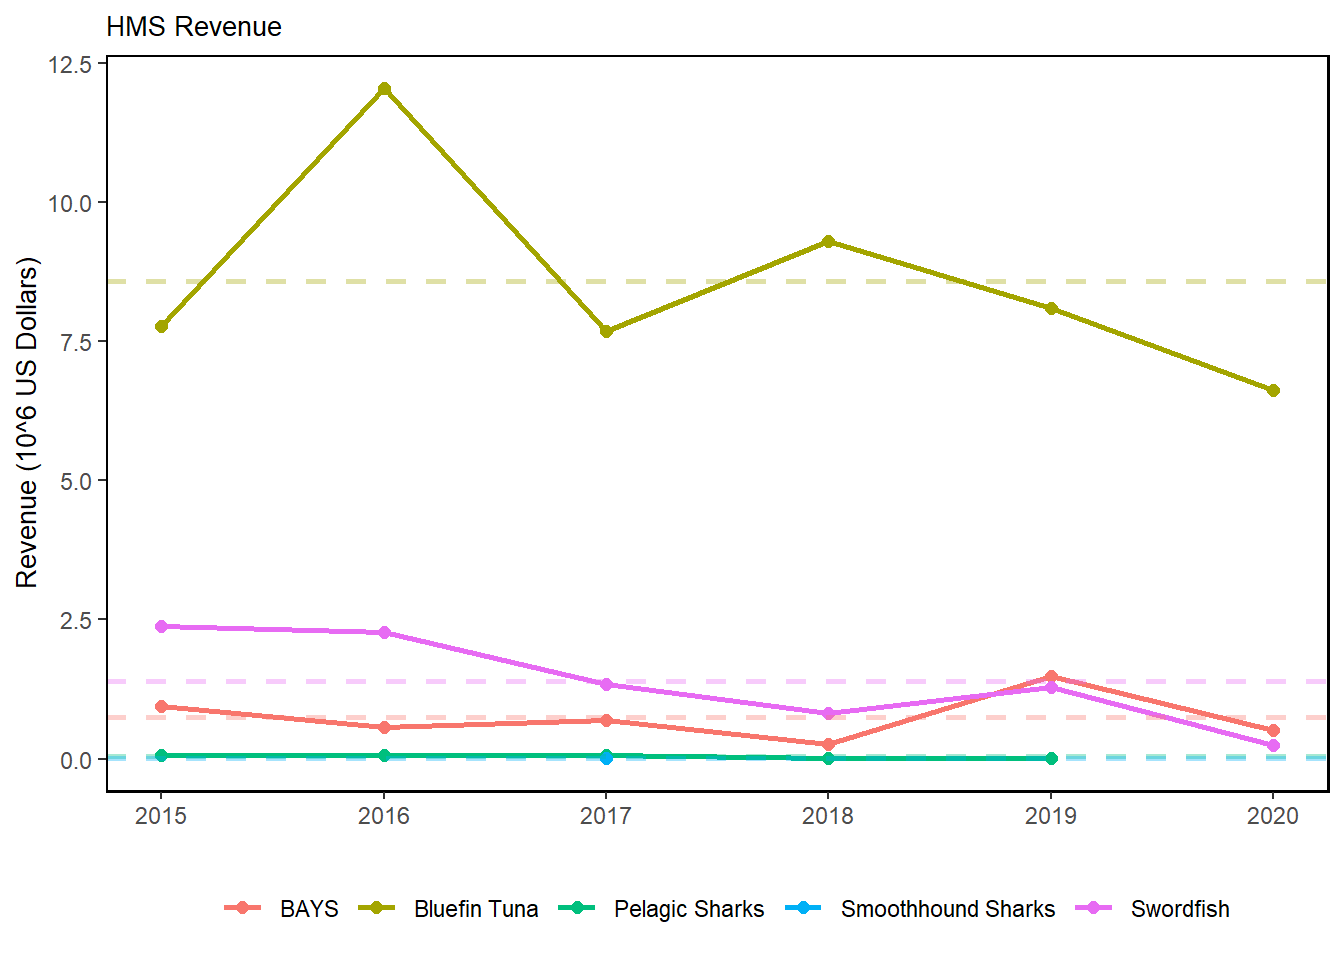 HMS Revenue
12.5
10.0
7.5
5.0
2.5
0.0
Revenue (10^6 US Dollars)
2015 2016 2017 2018 2019 2020
BAYS Bluefin Tuna Pelagic Sharks Smoothhound Sharks Swordfish